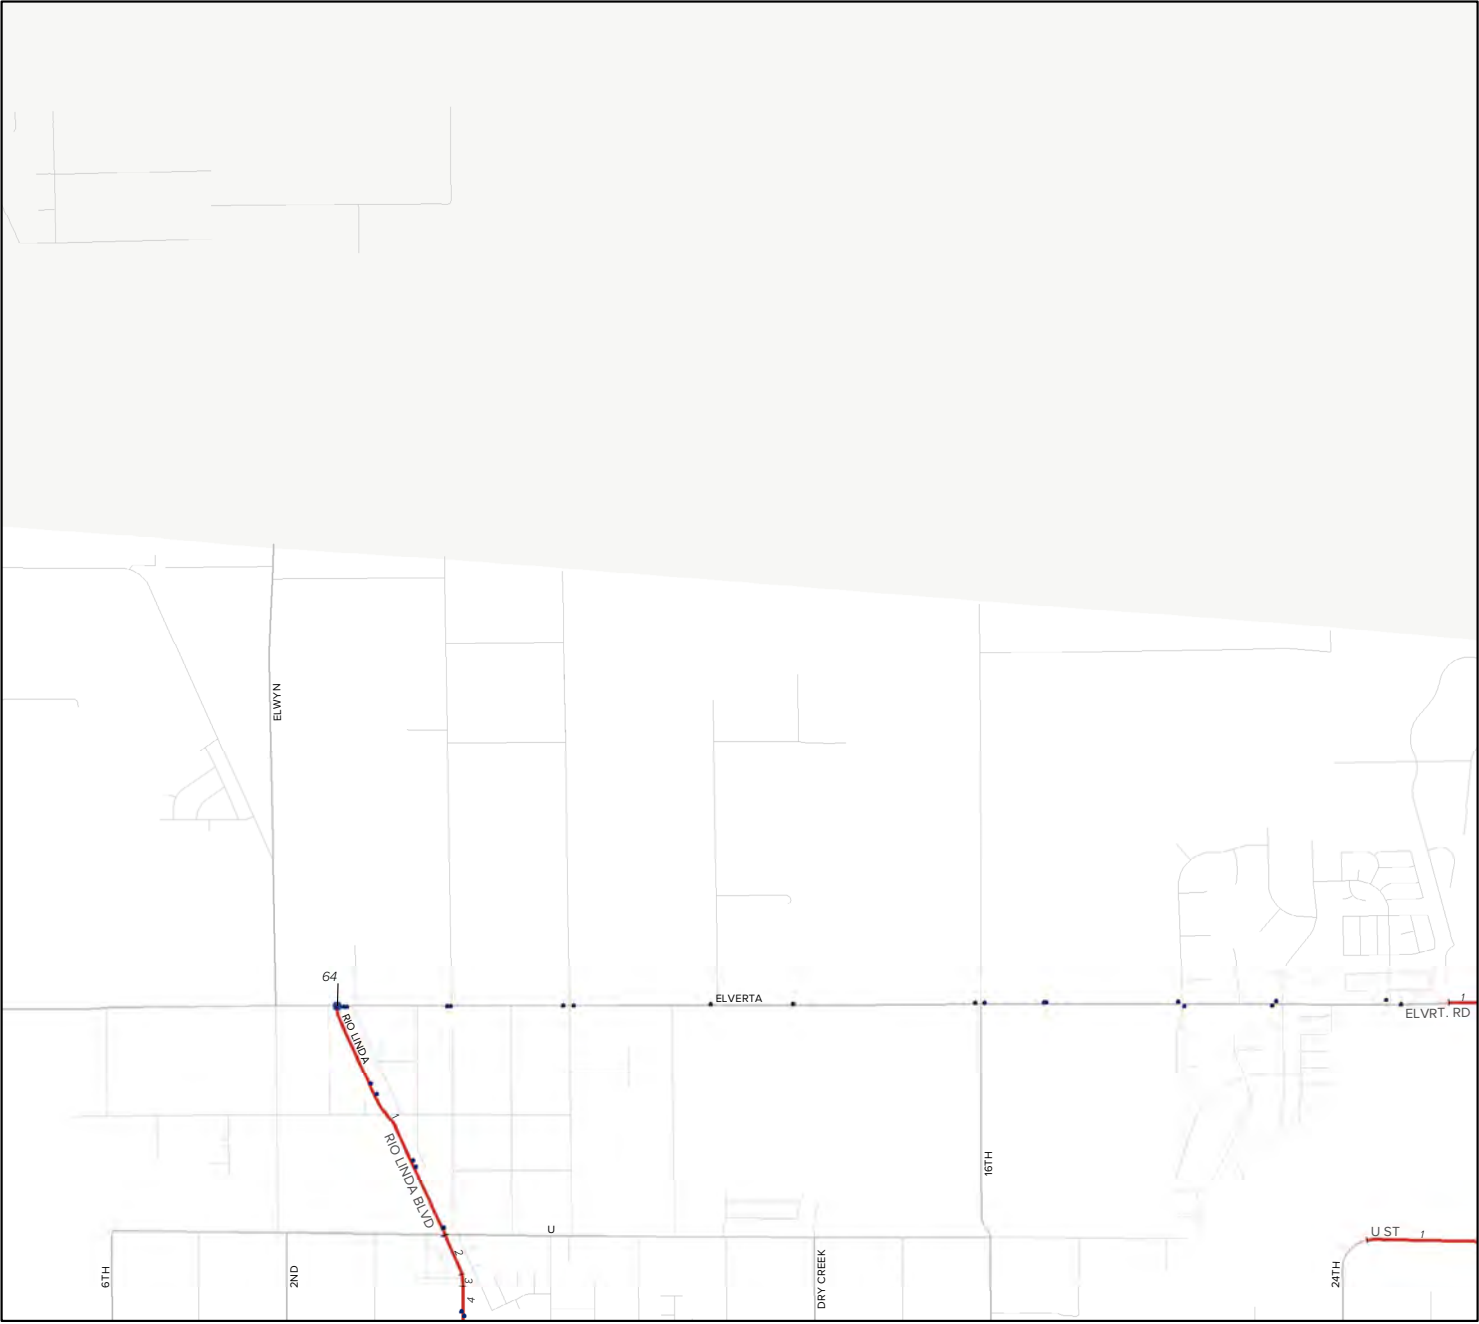 ELWYN
64
ELVERTA
1
ELVRT. RD
RIO LINDA
1
RIO LINDA BLVD
16TH
U
U ST
1
2
3
4
6TH
2ND
DRY CREEK
24TH